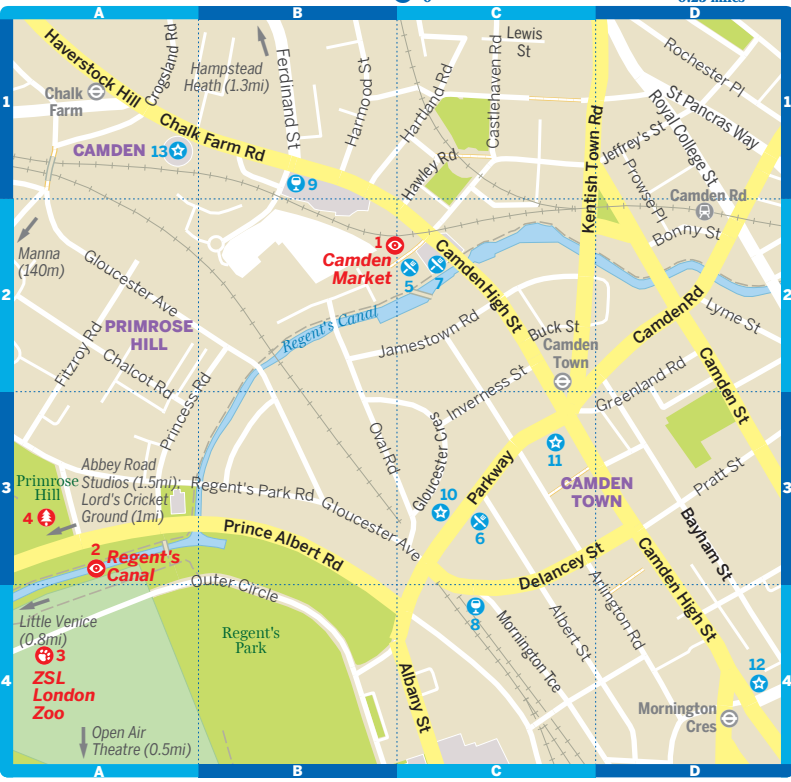 0.25 miles
A
B
C
D
1
2
3
4
1
2
3
4
A
B
C
D
Haverstock Hill
Crogsland Rd
Chalk
Farm
Hampstead
Heath (1.3mi)
Ferdinand St
Harmood St
Hartland Rd
Castlehaven Rd
Lewis
St
Rochester Pl
St Pancras Way
Royal College St
Jeffrey's St
Prowse Pl
Kentish Town Rd
Camden Rd
Bonny St
CAMDEN
13
Chalk Farm Rd
9
Hawley Rd
Manna
(140m)
Gloucester Ave
PRIMROSE
HILL
Fitzroy Rd
Chalcot Rd
Princess Rd
1
Camden
Market
5
7
Camden High St
Regent's Canal
Jamestown Rd
Buck St
Camden
Town
Camden Rd
Lyme St
Inverness St
Greenland Rd
Camden St
Primrose
Hill
4
Abbey Road
Studios (1.5mi);
Lord's Cricket
Ground (1mi)
Regent's Park Rd
Gloucester Ave
Oval Rd
Gloucester Cres
10
Parkway
6
11
CAMDEN
TOWN
Pratt St
Bayham St
2
Regent's
Canal
Prince Albert Rd
Delancey St
Camden High St
Outer Circle
Little Venice
(0.8mi)
3
ZSL
London
Zoo
Regent's
Park
Open Air
Theatre (0.5mi)
Albany St
8
Mornington Tce
Albert St
Arlington Rd
Mornington
Cres
12